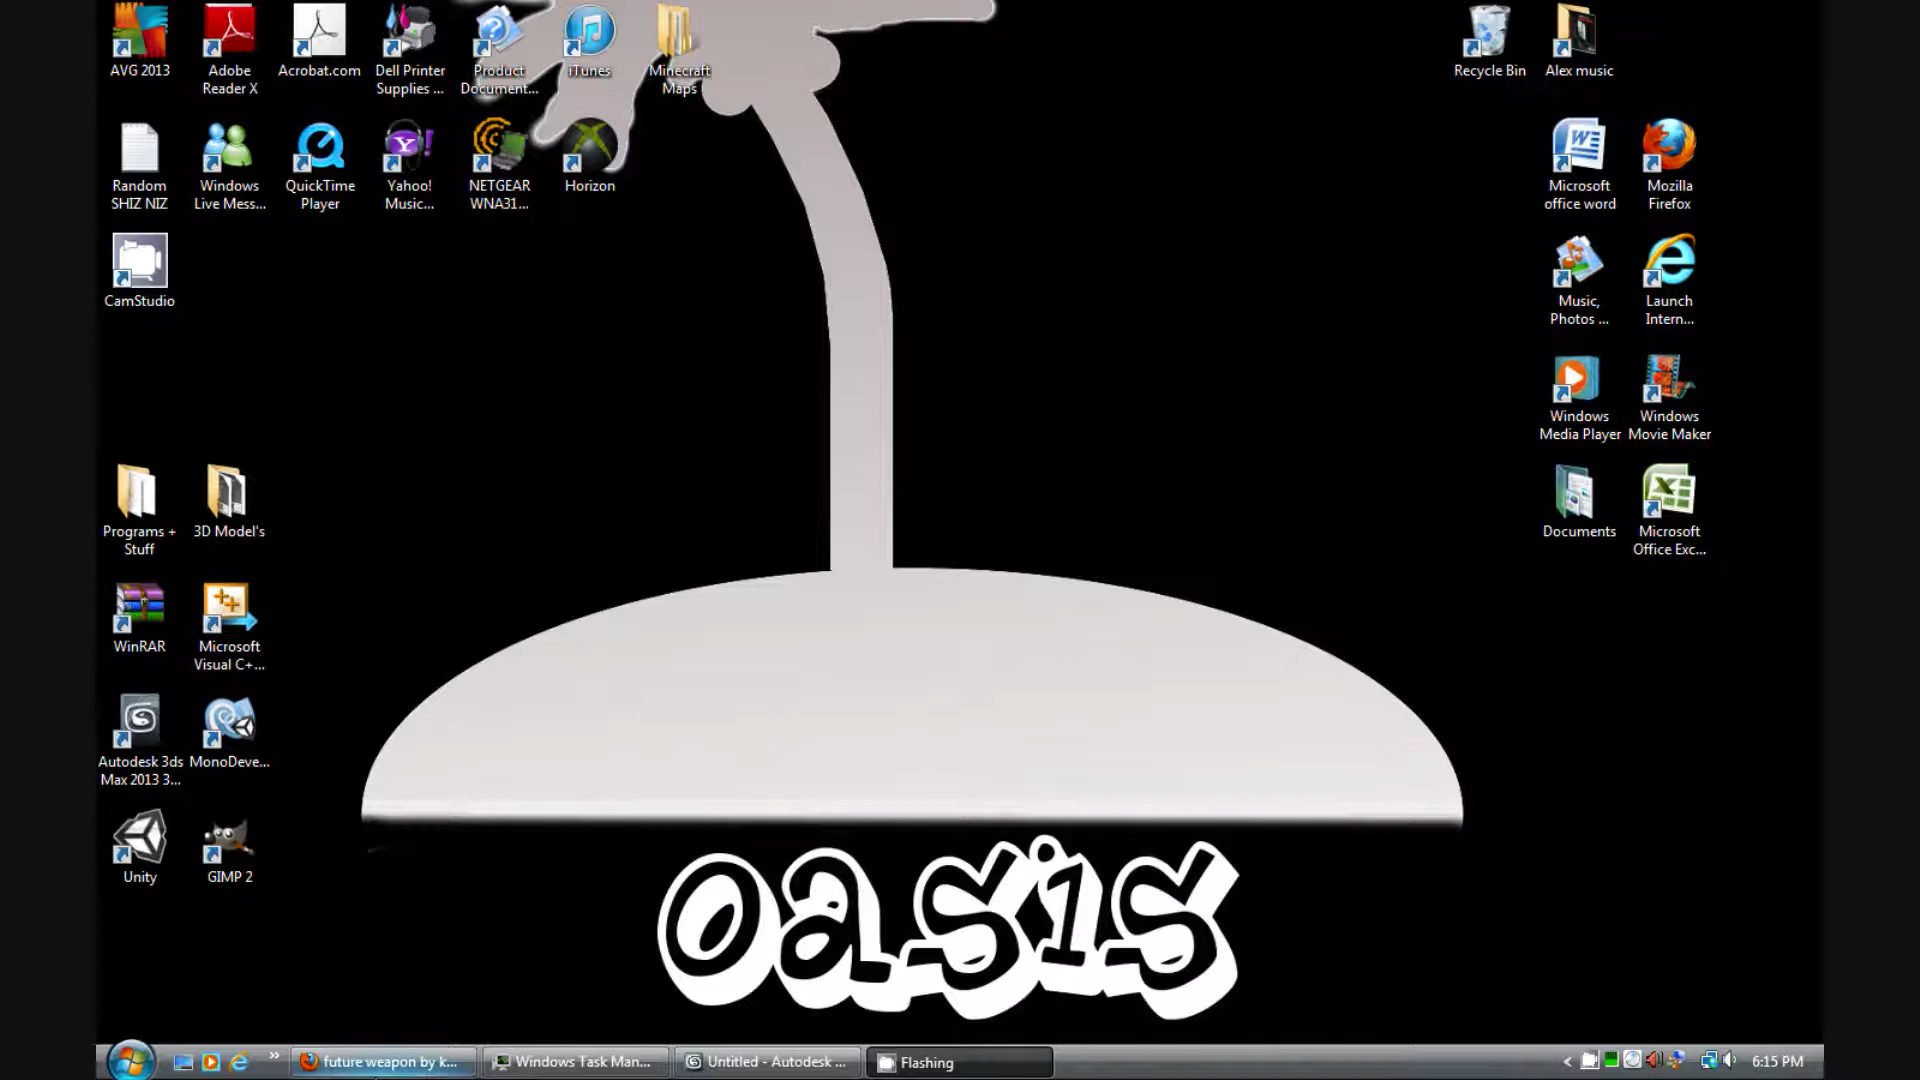 AVG 2013
Adobe
Reader X
Acrobat.com
Dell Printer
Supplies ...
Product
Document...
iTunes
Minecraft
Maps
Recycle Bin
Alex music
Random
SHIZ NIZ
Windows
Live Mess...
QuickTime
Player
Yahoo!
Music...
NETGEAR
WNA31...
Horizon
Microsoft
office word
Mozilla
Firefox
CamStudio
Music,
Photos ...
Launch
Intern...
Windows
Media Player
Windows
Movie Maker
Programs +
Stuff
3D Model's
Documents
Microsoft
Office Exc...
WinRAR
Microsoft
Visual C+...
Autodesk 3ds
Max 2013 3...
MonoDeve...
Unity
GIMP 2
oasis
future weapon by k...
Windows Task Man...
Untitled - Autodesk ...
Flashing
6:15 PM